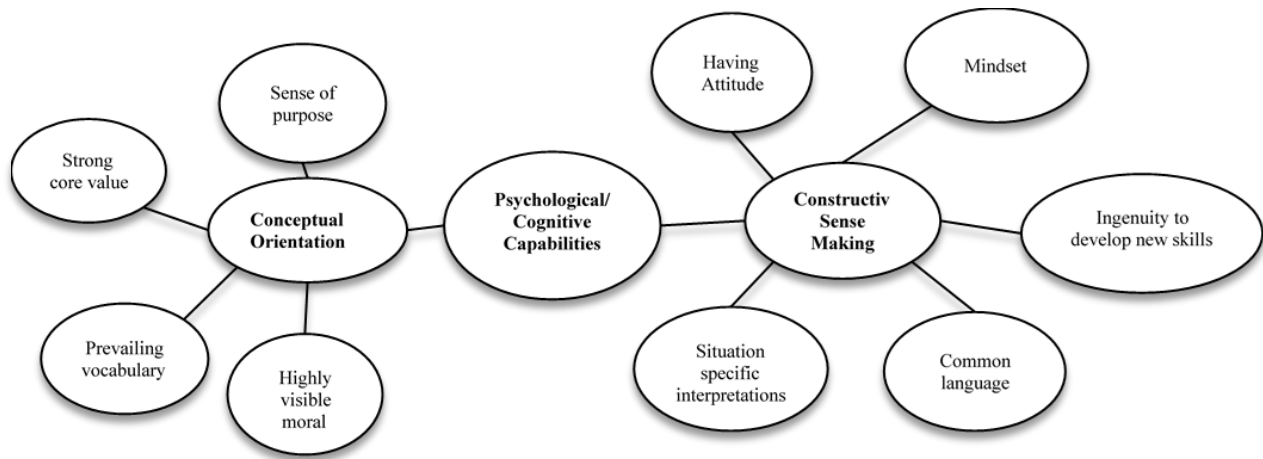 Having
Attitude
Mindset
Sense of
purpose
Strong
core value
Conceptual
Orientation
Psychological/
Cognitive
Capabilities
Constructiv
Sense
Making
Ingenuity to
develop new skills
Prevailing
vocabulary
Highly
visible
moral
Situation
specific
interpretations
Common
language